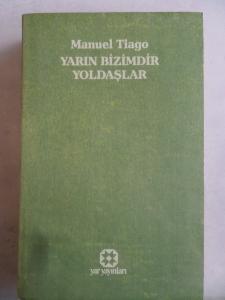 Manuel Tiago
YARIN BİZİMDİR
YOLDAŞLAR
yar yayınları